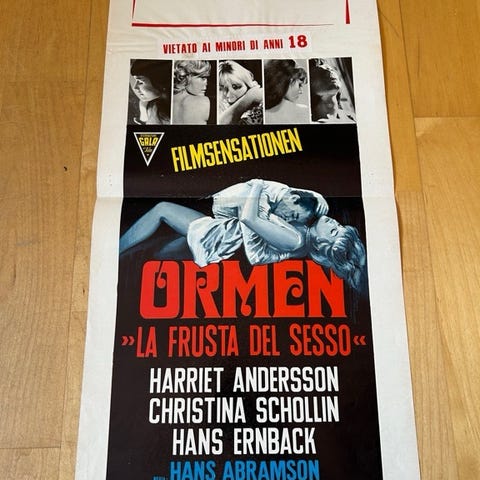 VIETATO AI MINORI DI ANNI 18
GALA
FILMSENSATIONEN
ORMEN
»LA FRUSTA DEL SESSO«
HARRIET ANDERSSON
CHRISTINA SCHOLLIN
HANS ERNBACK
HANS ABRAMSON